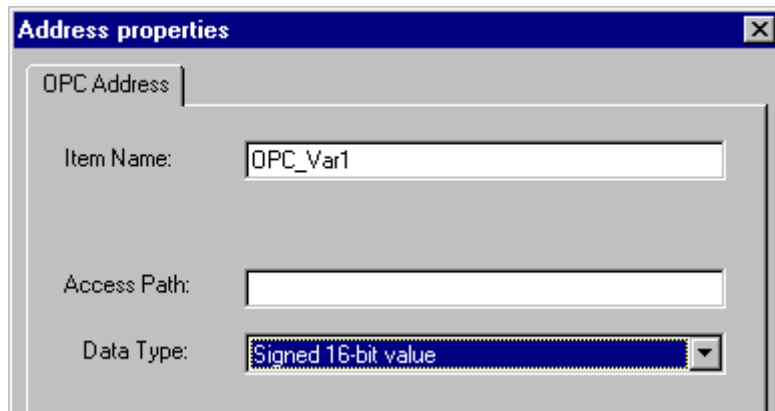 Address properties
OPC Address
Item Name: OPC_Var1
Access Path:
Data Type: Signed 16-bit value